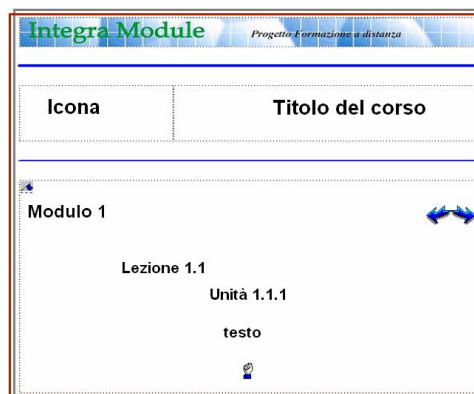 Integra Module Progetto Formazione a distanza
Icona Titolo del corso
Modulo 1
Lezione 1.1
Unità 1.1.1
testo